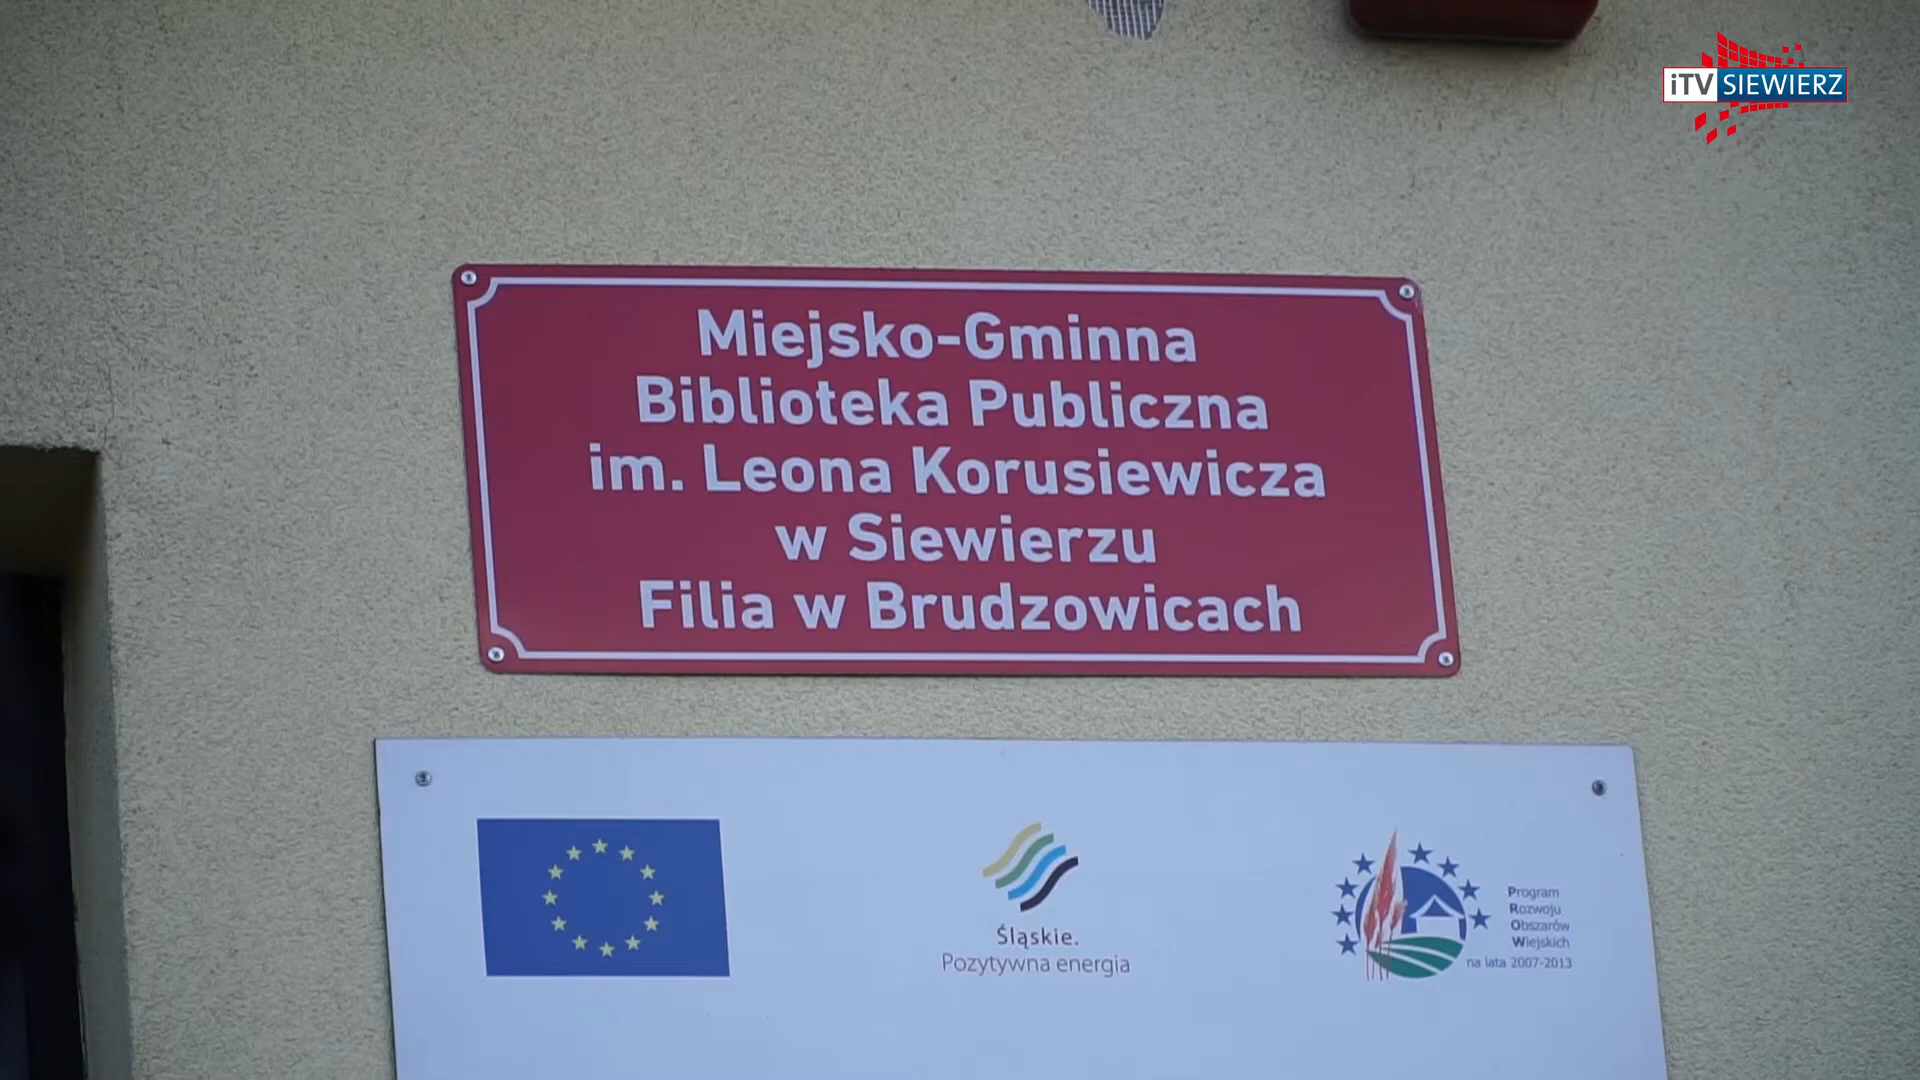 iTV SIEWIERZ
Miejsko-Gminna
Biblioteka Publiczna
im. Leona Korusiewicza
w Siewierzu
Filia w Brudzowicach
Śląskie.
Pozytywna energia
Program
Rozwoju
Obszarów
Wiejskich
na lata 2007-2013